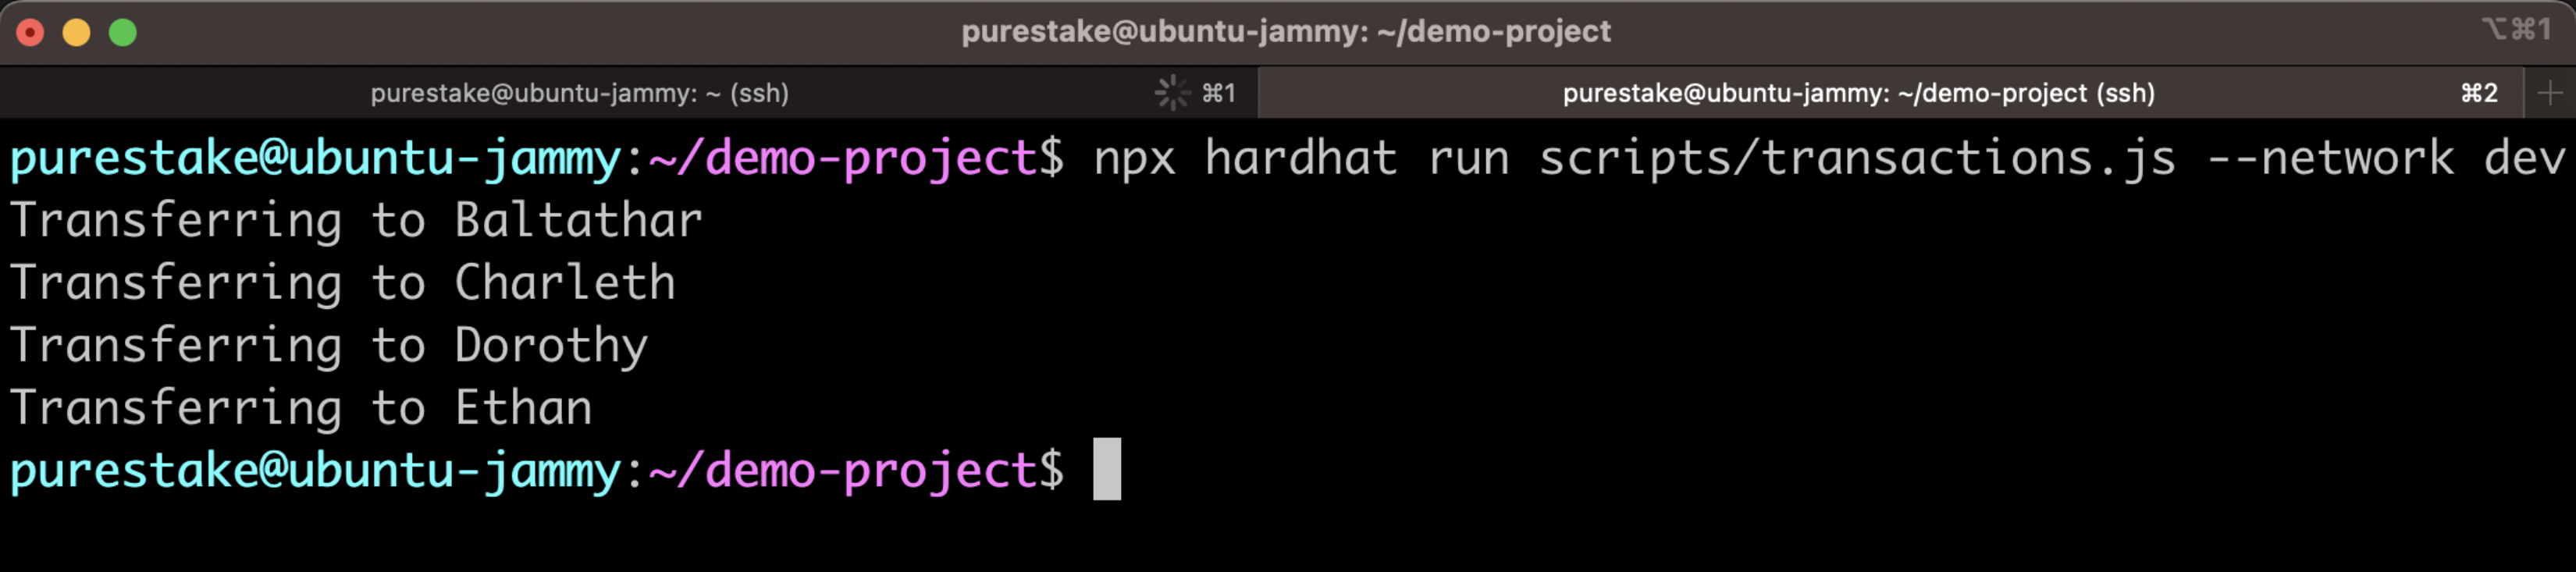 purestake@ubuntu-jammy: ~/demo-project
⌥⌘1
purestake@ubuntu-jammy: ~ (ssh)
⌘1
purestake@ubuntu-jammy: ~/demo-project (ssh)
⌘2
purestake@ubuntu-jammy:~/demo-project$ npx hardhat run scripts/transactions.js --network dev
Transferring to Baltathar
Transferring to Charleth
Transferring to Dorothy
Transferring to Ethan
purestake@ubuntu-jammy:~/demo-project$